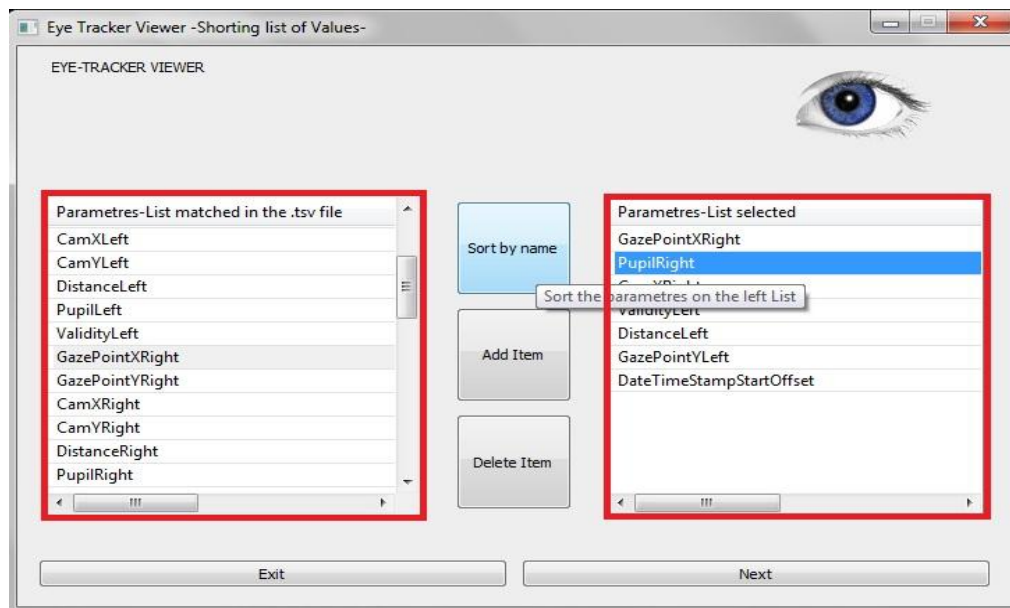 Eye Tracker Viewer -Shorting list of Values-
EYE-TRACKER VIEWER
Parametres-List matched in the .tsv file
CamXLeft
CamYLeft
DistanceLeft
PupilLeft
ValidityLeft
GazePointXRight
GazePointYRight
CamXRight
CamYRight
DistanceRight
PupilRight
Sort by name
Sort the parametres on the left List
Add Item
Delete Item
Parametres-List selected
GazePointXRight
PupilRight
CamXRight
ValidityLeft
DistanceLeft
GazePointYLeft
DateTimeStampStartOffset
Exit
Next